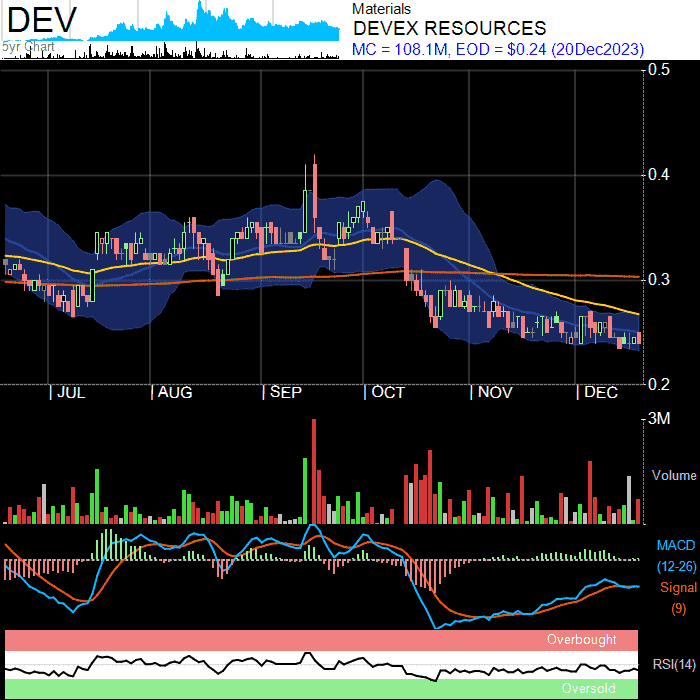 DEV
5yr Chart
Materials
DEVEX RESOURCES
MC = 108.1M, EOD = $0.24 (20Dec2023)
0.5
0.4
0.3
0.2
| JUL | AUG | SEP | OCT | NOV | DEC
3M
Volume
MACD
(12-26)
Signal
(9)
Overbought
RSI(14)
Oversold